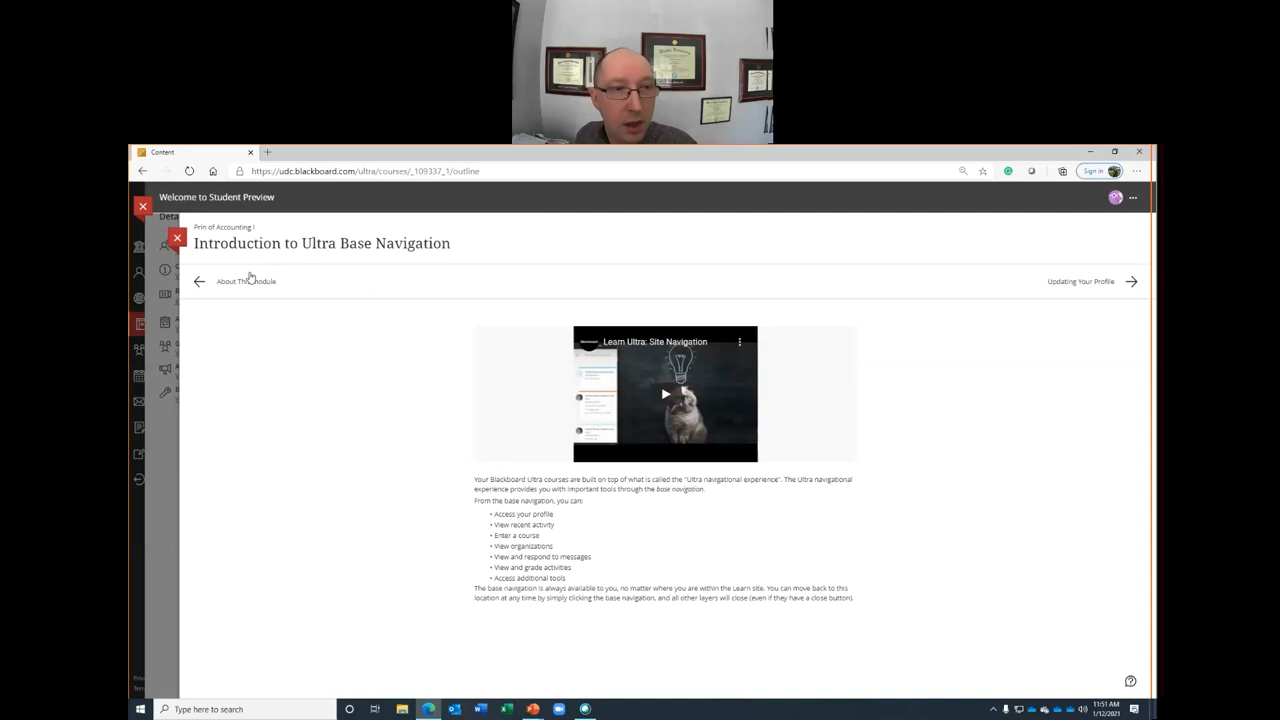 Content
https://udc.blackboard.com/ultra/courses/_109337_1/outline
Sign in
Welcome to Student Preview
Deta
Prin of Accounting I
Introduction to Ultra Base Navigation
About This Module
Updating Your Profile
Learn Ultra: Site Navigation
Your Blackboard Ultra courses are built on top of what is called the "Ultra navigational experience". The Ultra navigational
experience provides you with important tools through the base navigation.
From the base navigation, you can:
• Access your profile
• View recent activity
• Enter a course
• View organizations
• View and respond to messages
• View and grade activities
• Access additional tools
The base navigation is always available to you, no matter where you are within the Learn site. You can move back to this
location at any time by simply clicking the base navigation, and all other layers will close (even if they have a close button).
Priv
Term
Type here to search
11:51 AM
1/12/2021